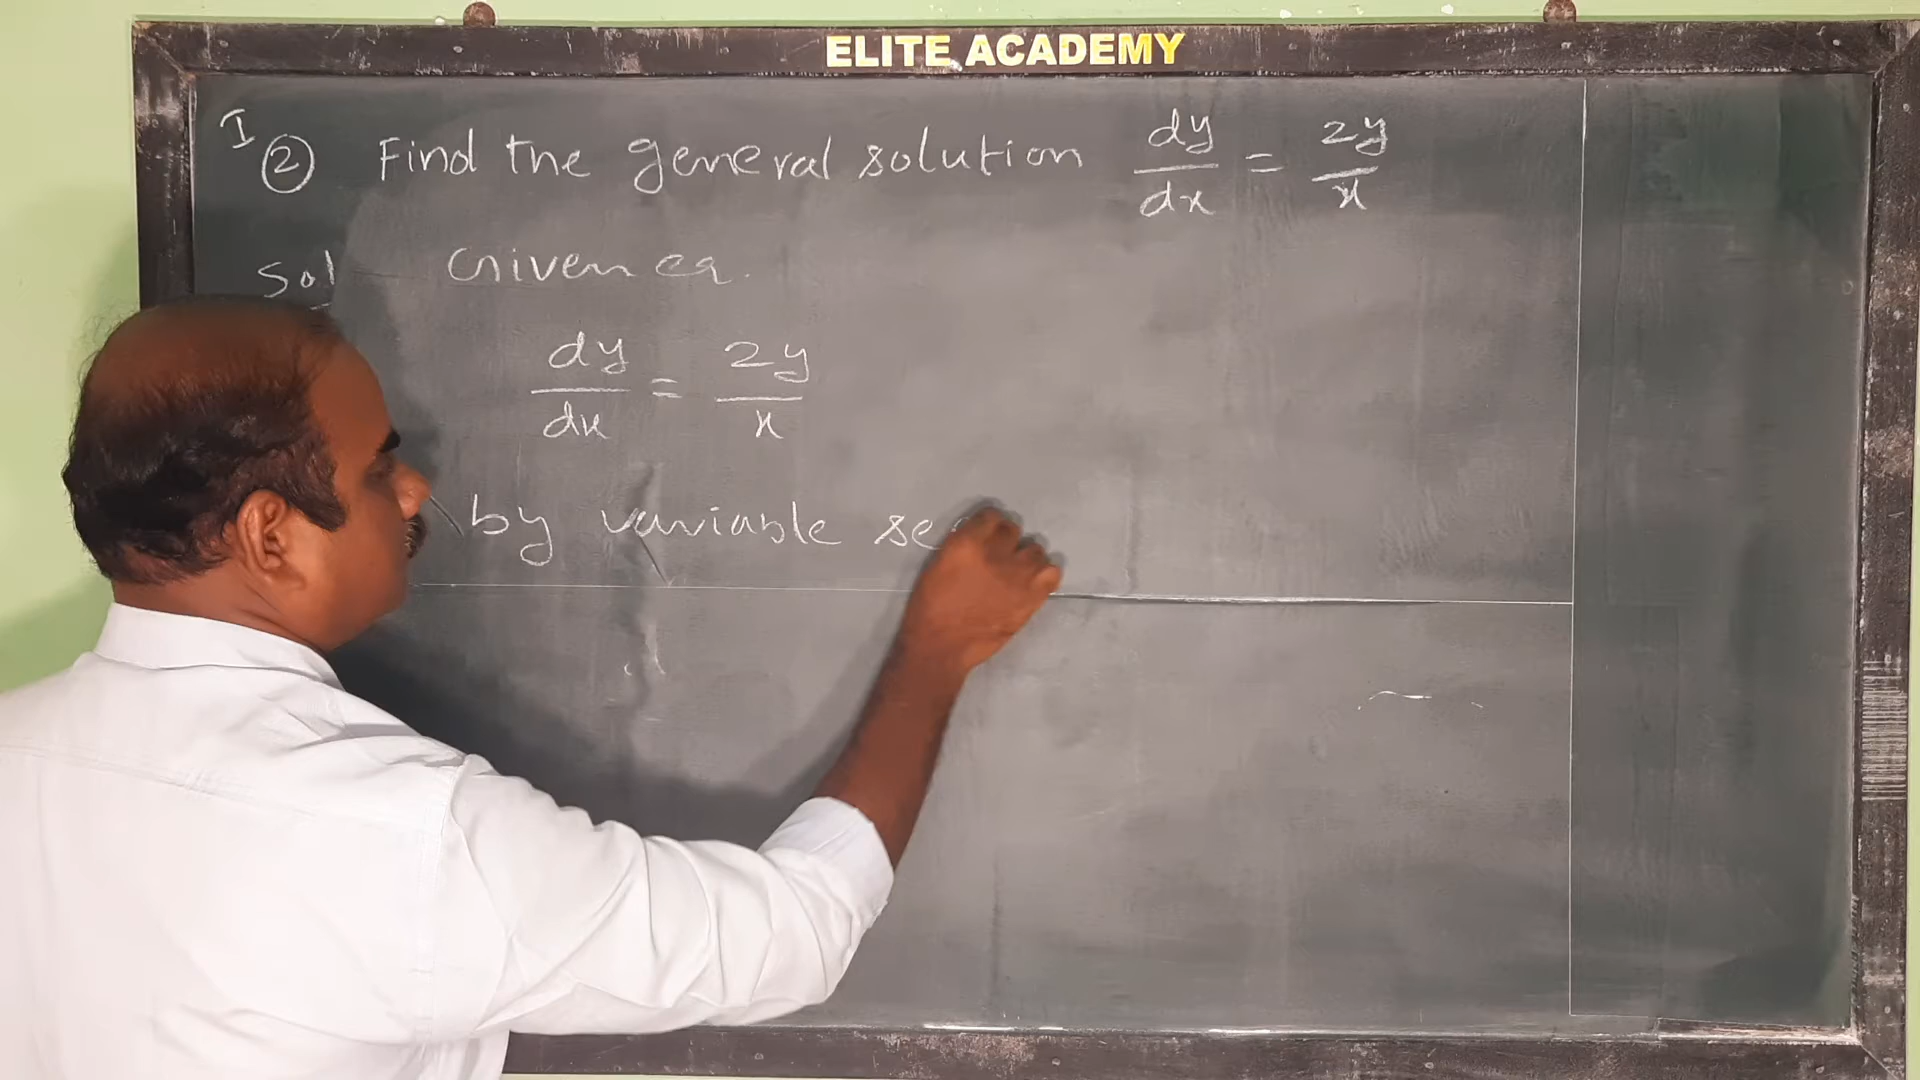 ELITE ACADEMY
I
② Find the general solution dy/dx = 2y/x
Sol
Given eq.
dy/dx = 2y/x
by variable se